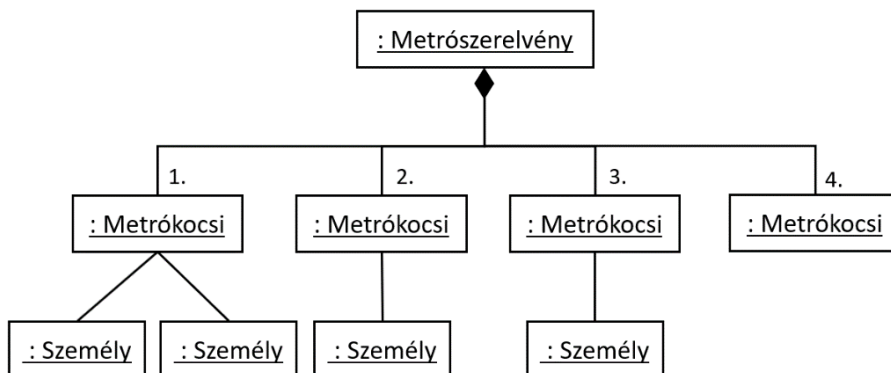 : Metrószerelvény
1.
2.
3.
4.
: Metrókocsi
: Metrókocsi
: Metrókocsi
: Metrókocsi
: Személy
: Személy
: Személy
: Személy